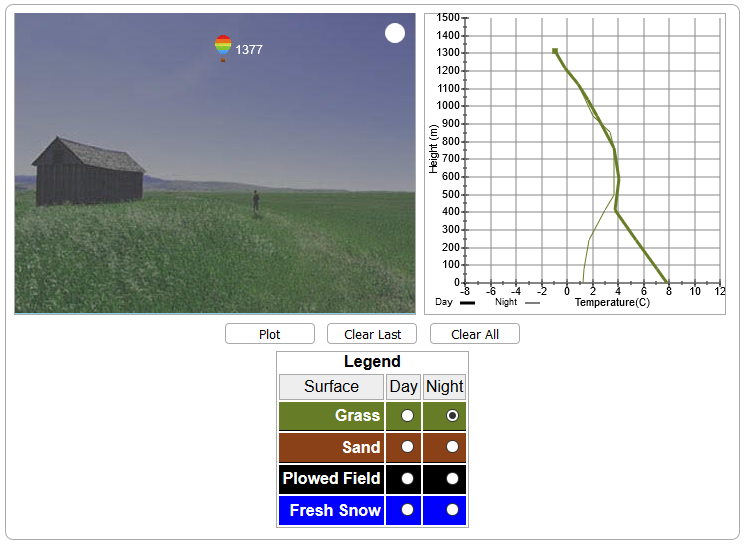 1377
1500
1400
1300
1200
1100
1000
900
800
700
600
500
400
300
200
100
0
Height (m)
-8 -6 -4 -2 0 2 4 6 8 10 12
Day Night Temperature(C)
Plot Clear Last Clear All
Legend
Surface Day Night
Grass
Sand
Plowed Field
Fresh Snow